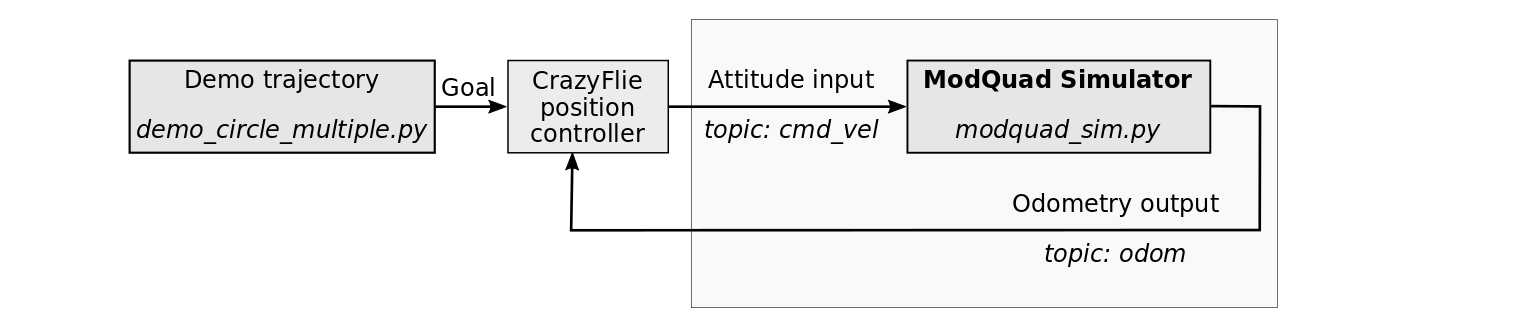 Demo trajectory
demo_circle_multiple.py
Goal
CrazyFlie
position
controller
Attitude input
topic: cmd_vel
ModQuad Simulator
modquad_sim.py
Odometry output
topic: odom